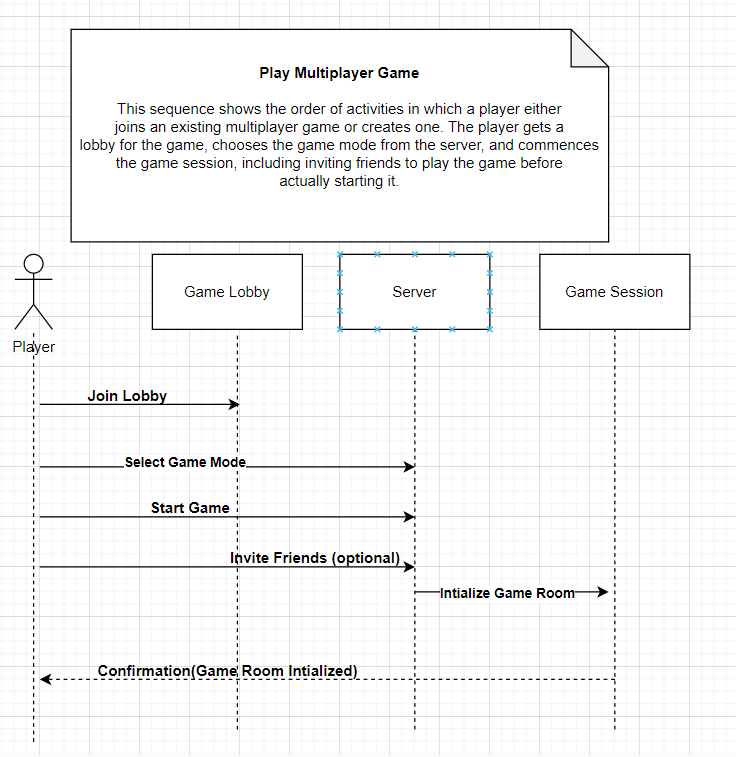 Play Multiplayer Game
This sequence shows the order of activities in which a player either
joins an existing multiplayer game or creates one. The player gets a
lobby for the game, chooses the game mode from the server, and commences
the game session, including inviting friends to play the game before
actually starting it.
Game Lobby
Server
Game Session
Player
Join Lobby
Select Game Mode
Start Game
Invite Friends (optional)
Intialize Game Room
Confirmation(Game Room Intialized)